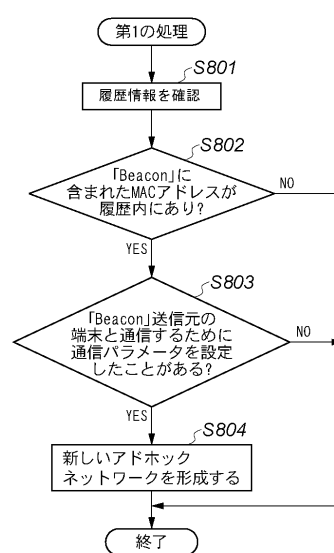 第1の処理
S801
履歴情報を確認
S802
「Beacon」に
含まれたMACアドレスが
履歴内にあり?
NO
YES
S803
「Beacon」送信元の
端末と通信するために
通信パラメータを設定
したことがある?
NO
YES
S804
新しいアドホック
ネットワークを形成する
終了